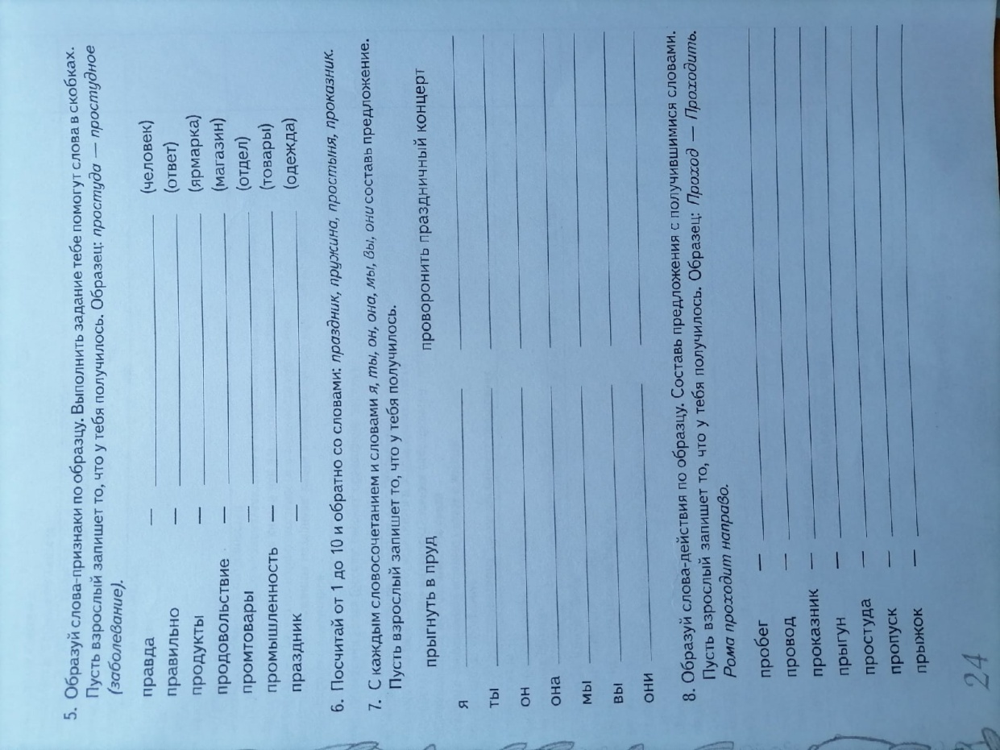 5. Образуй слова-признаки по образцу. Выполнить задание тебе помогут слова в скобках.
Пусть взрослый запишет то, что у тебя получилось. Образец: простуда — простудное
(заболевание).
правда — (человек)
правильно — (ответ)
продукты — (ярмарка)
продовольствие — (магазин)
промтовары — (отдел)
промышленность — (товары)
праздник — (одежда)
6. Посчитай от 1 до 10 и обратно со словами: праздник, пружина, простыня, проказник.
7. С каждым словосочетанием и словами я, ты, он, она, мы, вы, они составь предложение.
Пусть взрослый запишет то, что у тебя получилось.
прыгнуть в пруд проворонить праздничный концерт
я
ты
он
она
мы
вы
они
8. Образуй слова-действия по образцу. Составь предложения с получившимися словами.
Пусть взрослый запишет то, что у тебя получилось. Образец: Проход — Проходить.
Рома проходит направо.
пробег —
провод —
проказник —
прыгун —
простуда —
пропуск —
прыжок —
24